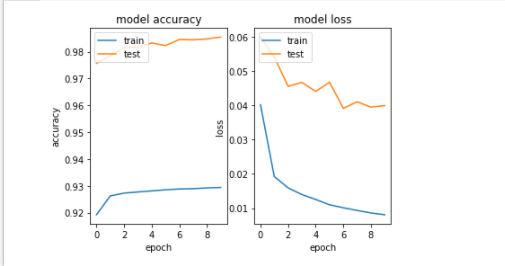 model accuracy
train
test
0.98
0.97
0.96
0.95
0.94
0.93
0.92
accuracy
0 2 4 6 8
epoch
model loss
train
test
0.06
0.05
0.04
0.03
0.02
0.01
loss
0 2 4 6 8
epoch